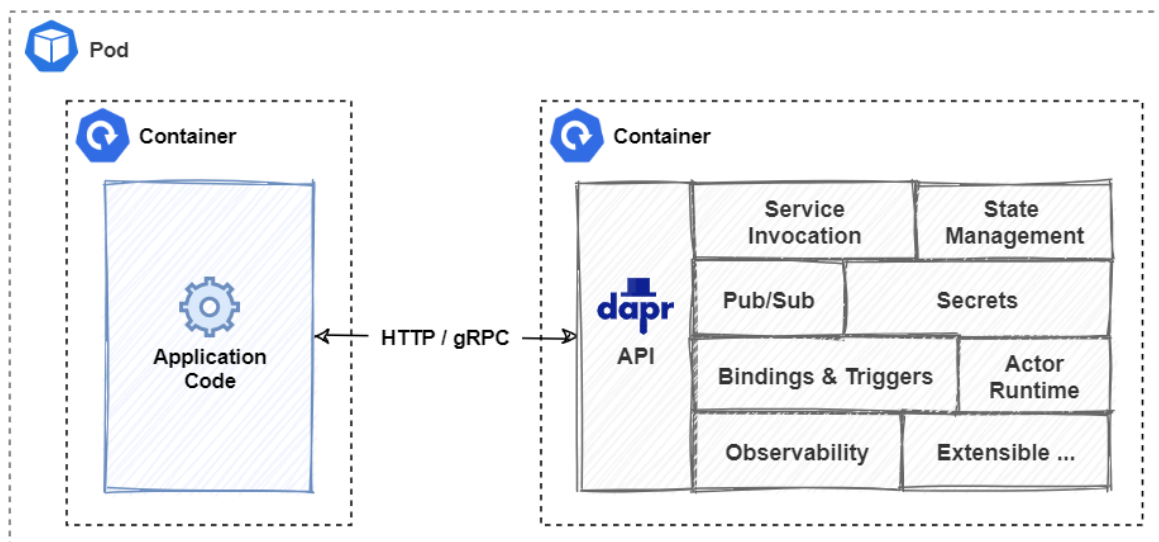 Pod
Container
Application
Code
HTTP / gRPC
Container
dapr
API
Service
Invocation
State
Management
Pub/Sub
Secrets
Bindings & Triggers
Actor
Runtime
Observability
Extensible ...